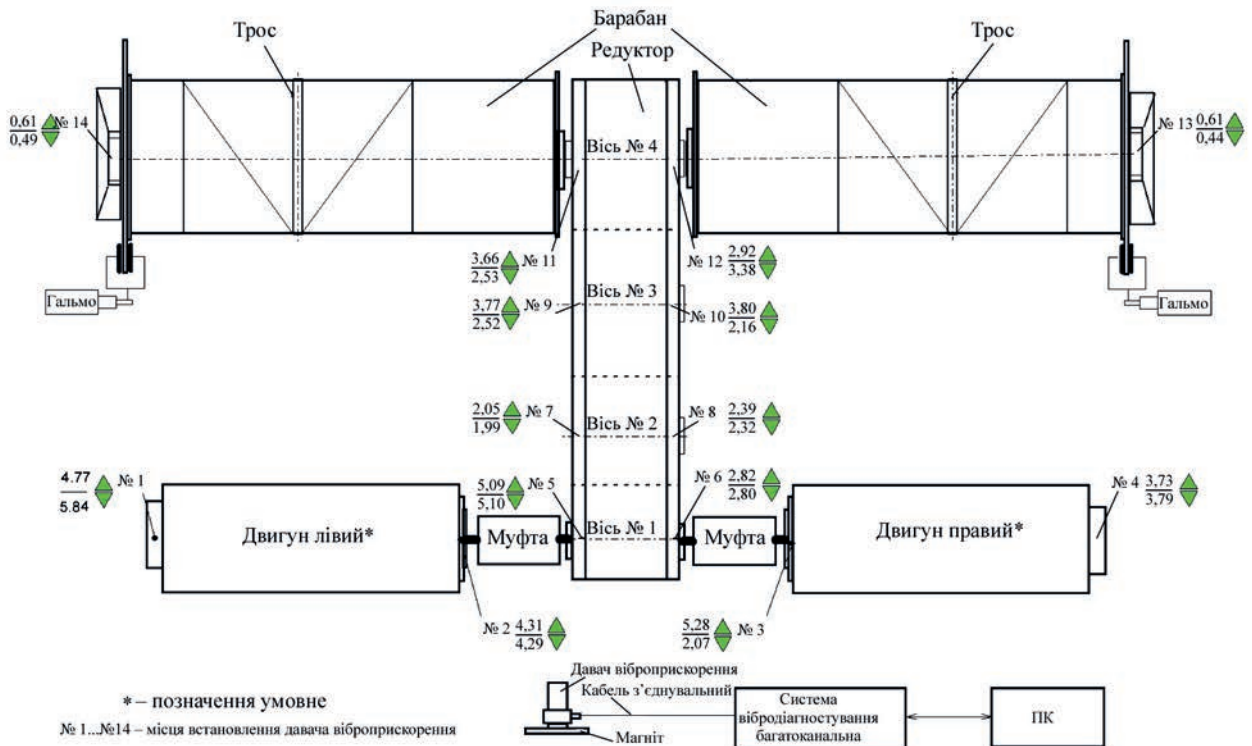 Трос
Барабан
Редуктор
Трос
0,61
0,49
№ 14
Вісь № 4
№ 13
0,61
0,44
3,66
2,53
№ 11
№ 12
2,92
3,38
Гальмо
3,77
2,52
№ 9
Вісь № 3
№ 10
3,80
2,16
Гальмо
2,05
1,99
№ 7
Вісь № 2
№ 8
2,39
2,32
4.77
5.84
№ 1
5,09
5,10
№ 5
№ 6
2,82
2,80
№ 4
3,73
3,79
Двигун лівий*
Муфта
Вісь № 1
Муфта
Двигун правий*
№ 2
4,31
4,29
5,28
2,07
№ 3
* – позначення умовне
№ 1...№14 – місця встановлення давача віброприскорення
Давач віброприскорення
Кабель з’єднувальний
Магніт
Система
вібродіагностування
багатоканальна
ПК